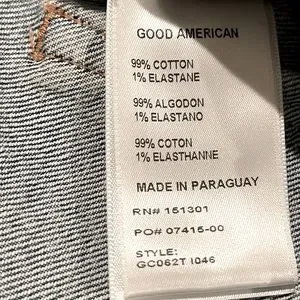 GOOD AMERICAN
99% COTTON
1% ELASTANE
99% ALGODON
1% ELASTANO
99% COTON
1% ELASTHANNE
MADE IN PARAGUAY
RN# 151301
PO# 07415-00
STYLE:
GC062T I046